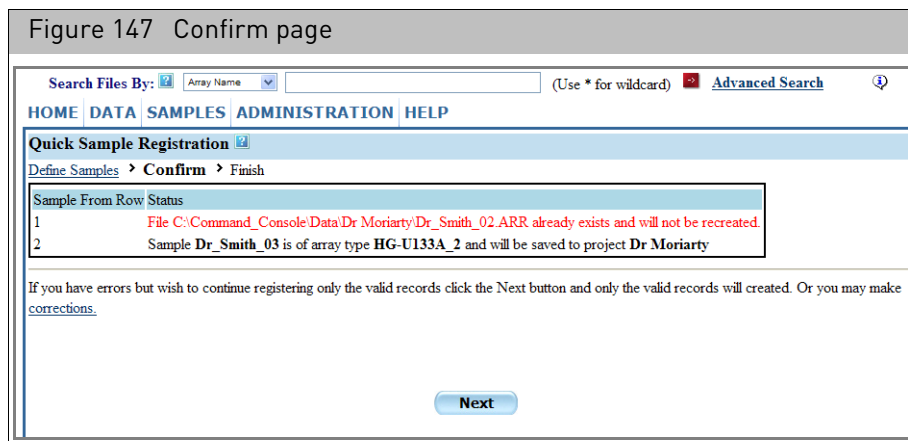 Figure 147 Confirm page
Search Files By: ? Array Name (Use * for wildcard) Advanced Search
HOME DATA SAMPLES ADMINISTRATION HELP
Quick Sample Registration ?
Define Samples > Confirm > Finish
Sample From Row Status
1 File C:\Command_Console\Data\Dr Moriarty\Dr_Smith_02.ARR already exists and will not be recreated.
2 Sample Dr_Smith_03 is of array type HG-U133A_2 and will be saved to project Dr Moriarty
If you have errors but wish to continue registering only the valid records click the Next button and only the valid records will created. Or you may make
corrections.
Next